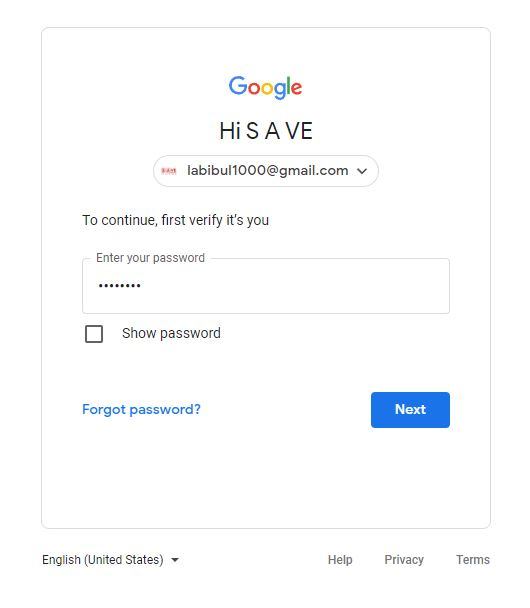 Google
Hi S A VE
labibul1000@gmail.com
To continue, first verify it's you
Enter your password
••••••••
Show password
Forgot password?
Next
English (United States)
Help Privacy Terms